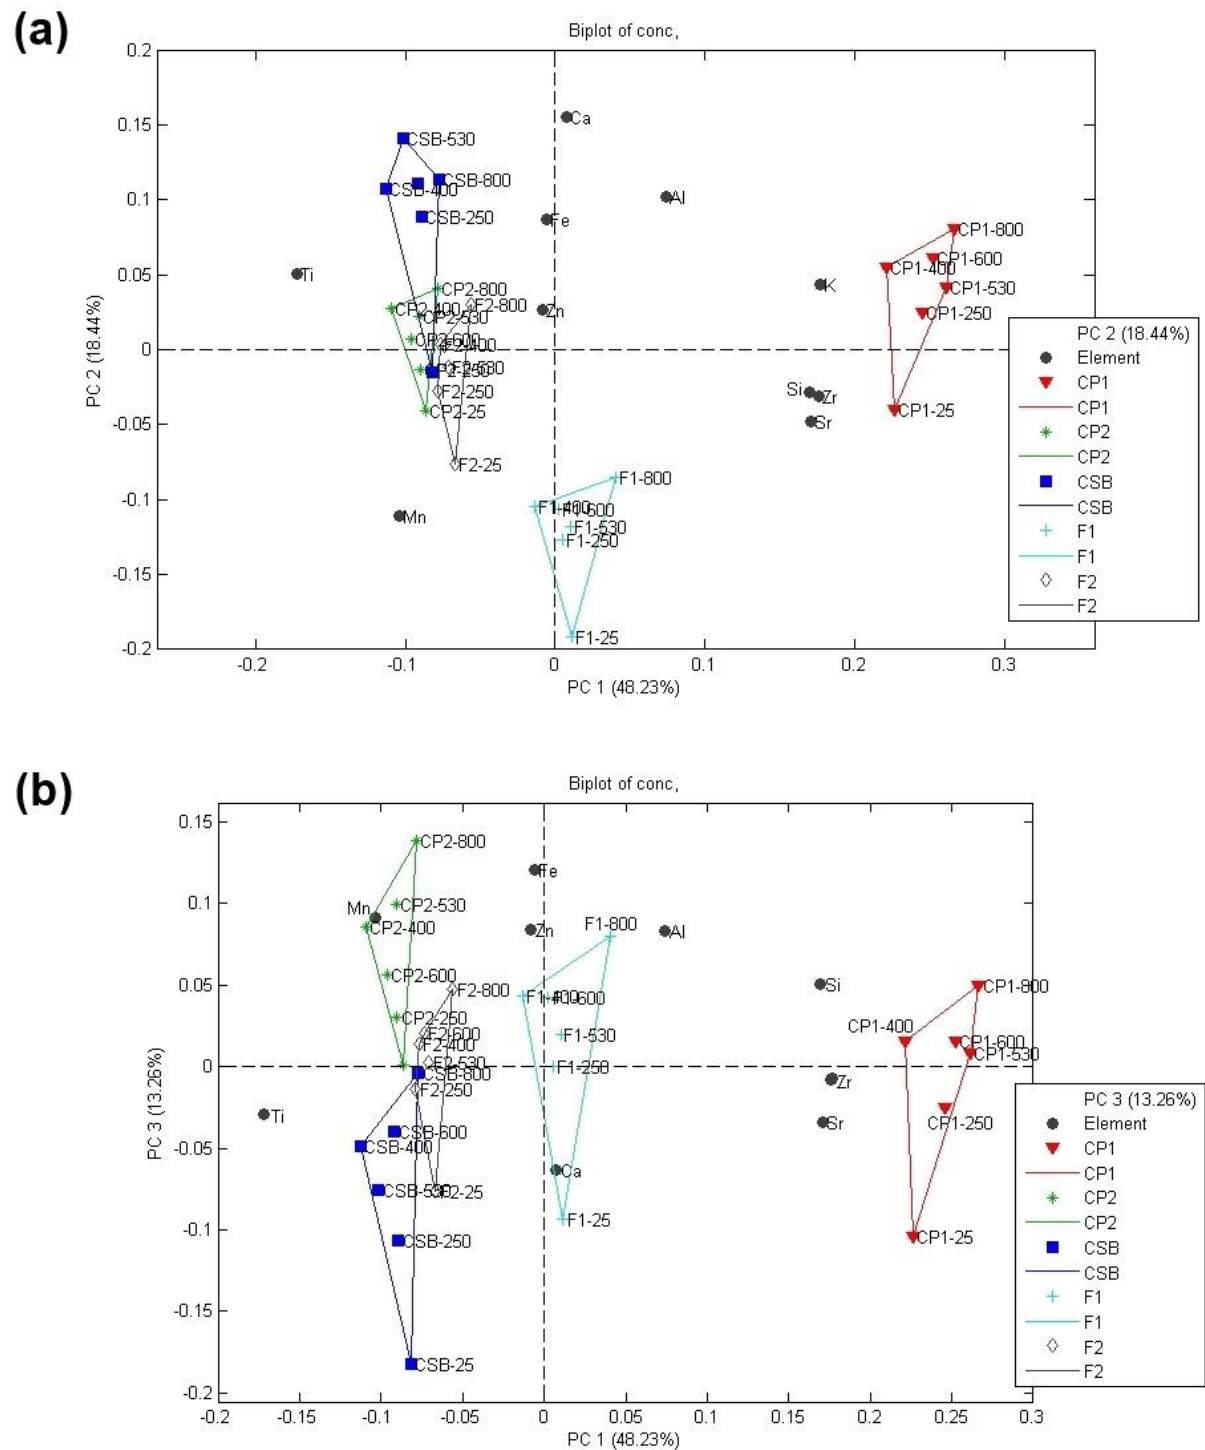 (a)
Biplot of conc,
0.2
0.15
0.1
0.05
0
-0.05
-0.1
-0.15
-0.2
PC 2 (18.44%)
CSB-530
CSB-400
CSB-800
CSB-250
Ca
Al
Fe
Ti
Zn
K
Si
Zr
Sr
Mn
CP1-800
CP1-600
CP1-400
CP1-530
CP1-250
CP1-25
CP2-800
CP2-400
CP2-530
CP2-600
CP2-25
F2-800
F2-400
F2-530
F2-250
F2-25
F1-800
F1-400
F1-600
F1-530
F1-250
F1-25
PC 2 (18.44%)
Element
CP1
CP1
CP2
CP2
CSB
CSB
F1
F1
F2
F2
-0.2
-0.1
0
0.1
0.2
0.3
PC 1 (48.23%)
(b)
Biplot of conc,
0.15
0.1
0.05
0
-0.05
-0.1
-0.15
-0.2
PC 3 (13.26%)
CP2-800
Fe
Mn
CP2-530
CP2-400
Zn
F1-800
Al
CP2-600
F2-800
F1-400
F1-600
Si
CP1-800
CP2-250
F2-600
F2-400
F1-530
CP1-400
CP1-600
CP1-530
F2-530
CSB-800
F1-250
F2-250
Zr
CP1-250
Ti
CSB-600
CSB-400
Sr
Ca
CSB-530
F2-25
F1-25
CP1-25
CSB-250
CSB-25
PC 3 (13.26%)
Element
CP1
CP1
CP2
CP2
CSB
CSB
F1
F1
F2
F2
-0.2
-0.15
-0.1
-0.05
0
0.05
0.1
0.15
0.2
0.25
0.3
PC 1 (48.23%)